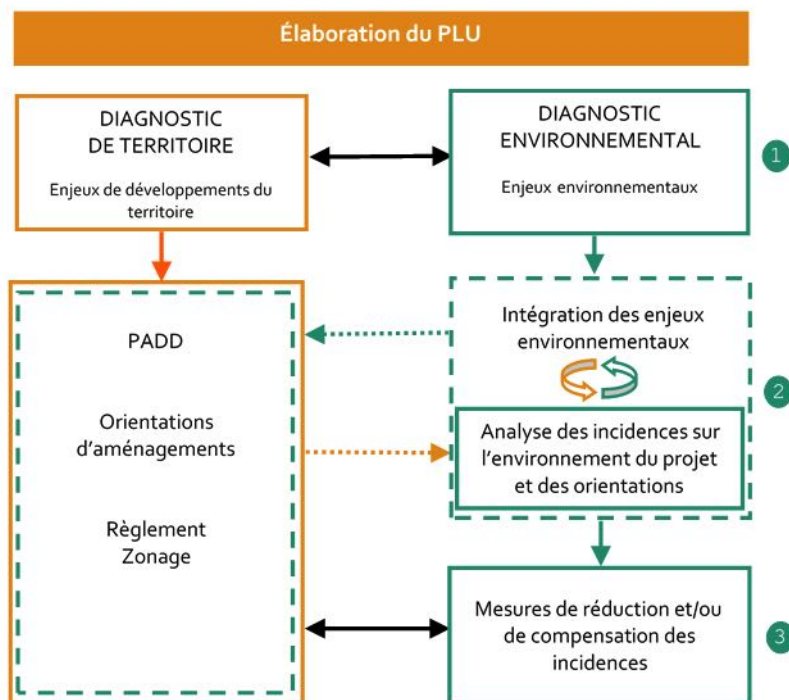 Élaboration du PLU
DIAGNOSTIC
DE TERRITOIRE
Enjeux de développements du
territoire
DIAGNOSTIC
ENVIRONNEMENTAL
Enjeux environnementaux
1
PADD
Orientations
d'aménagements
Règlement
Zonage
Intégration des enjeux
environnementaux
Analyse des incidences sur
l'environnement du projet
et des orientations
2
Mesures de réduction et/ou
de compensation des
incidences
3